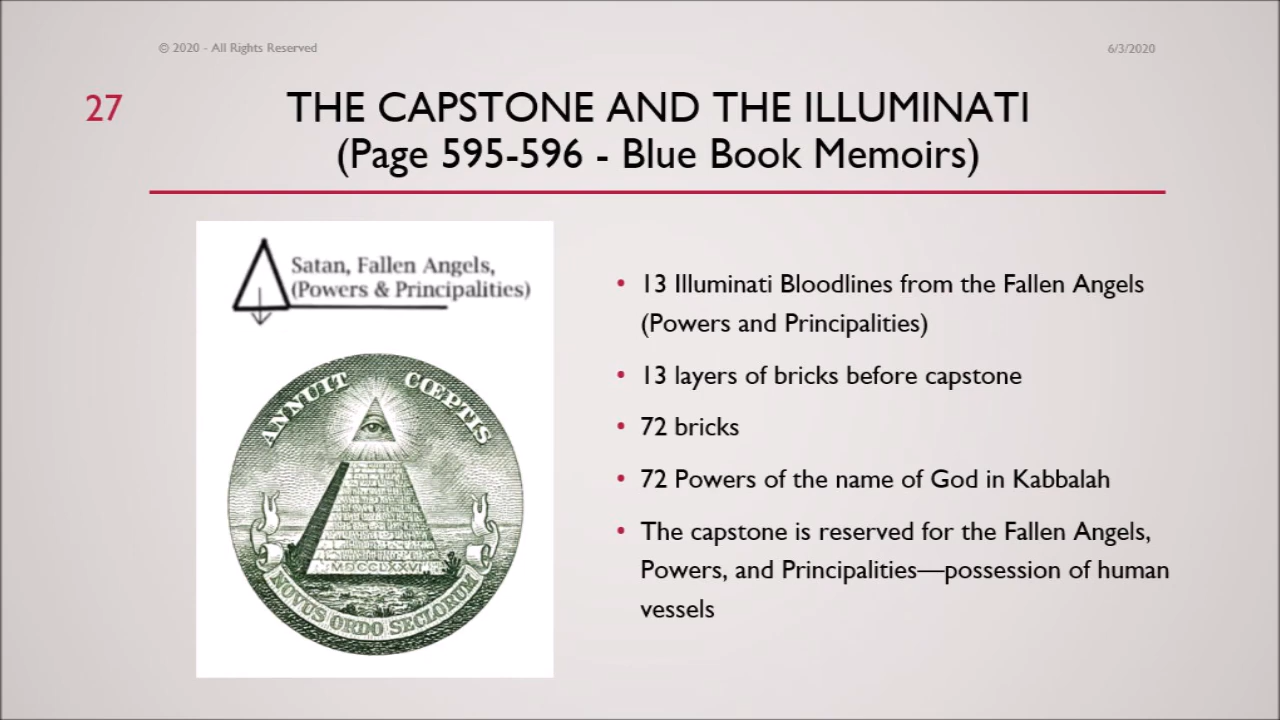 © 2020 - All Rights Reserved
6/3/2020
27
THE CAPSTONE AND THE ILLUMINATI
(Page 595-596 - Blue Book Memoirs)
Satan, Fallen Angels,
(Powers & Principalities)
ANNUIT CŒPTIS
MDCCLXXVI
NOVUS ORDO SECLORUM
• 13 Illuminati Bloodlines from the Fallen Angels
(Powers and Principalities)
• 13 layers of bricks before capstone
• 72 bricks
• 72 Powers of the name of God in Kabbalah
• The capstone is reserved for the Fallen Angels,
Powers, and Principalities—possession of human
vessels